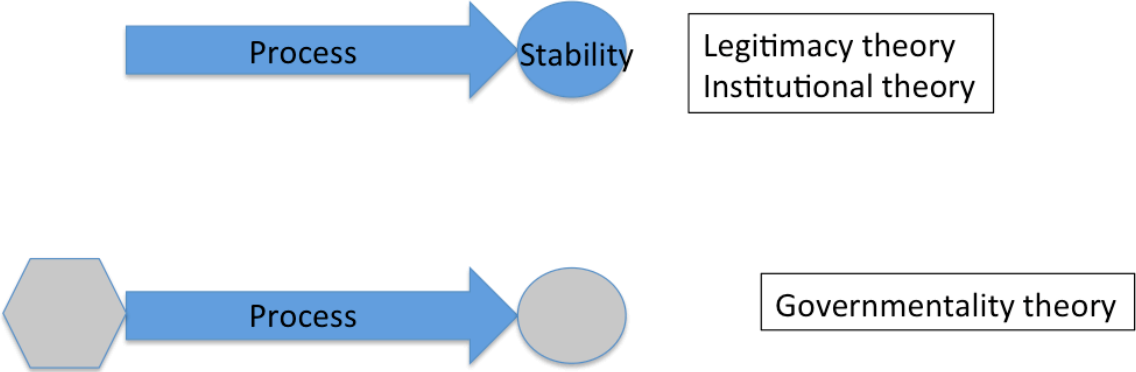 Process
Stability
Legitimacy theory
Institutional theory
Process
Governmentality theory